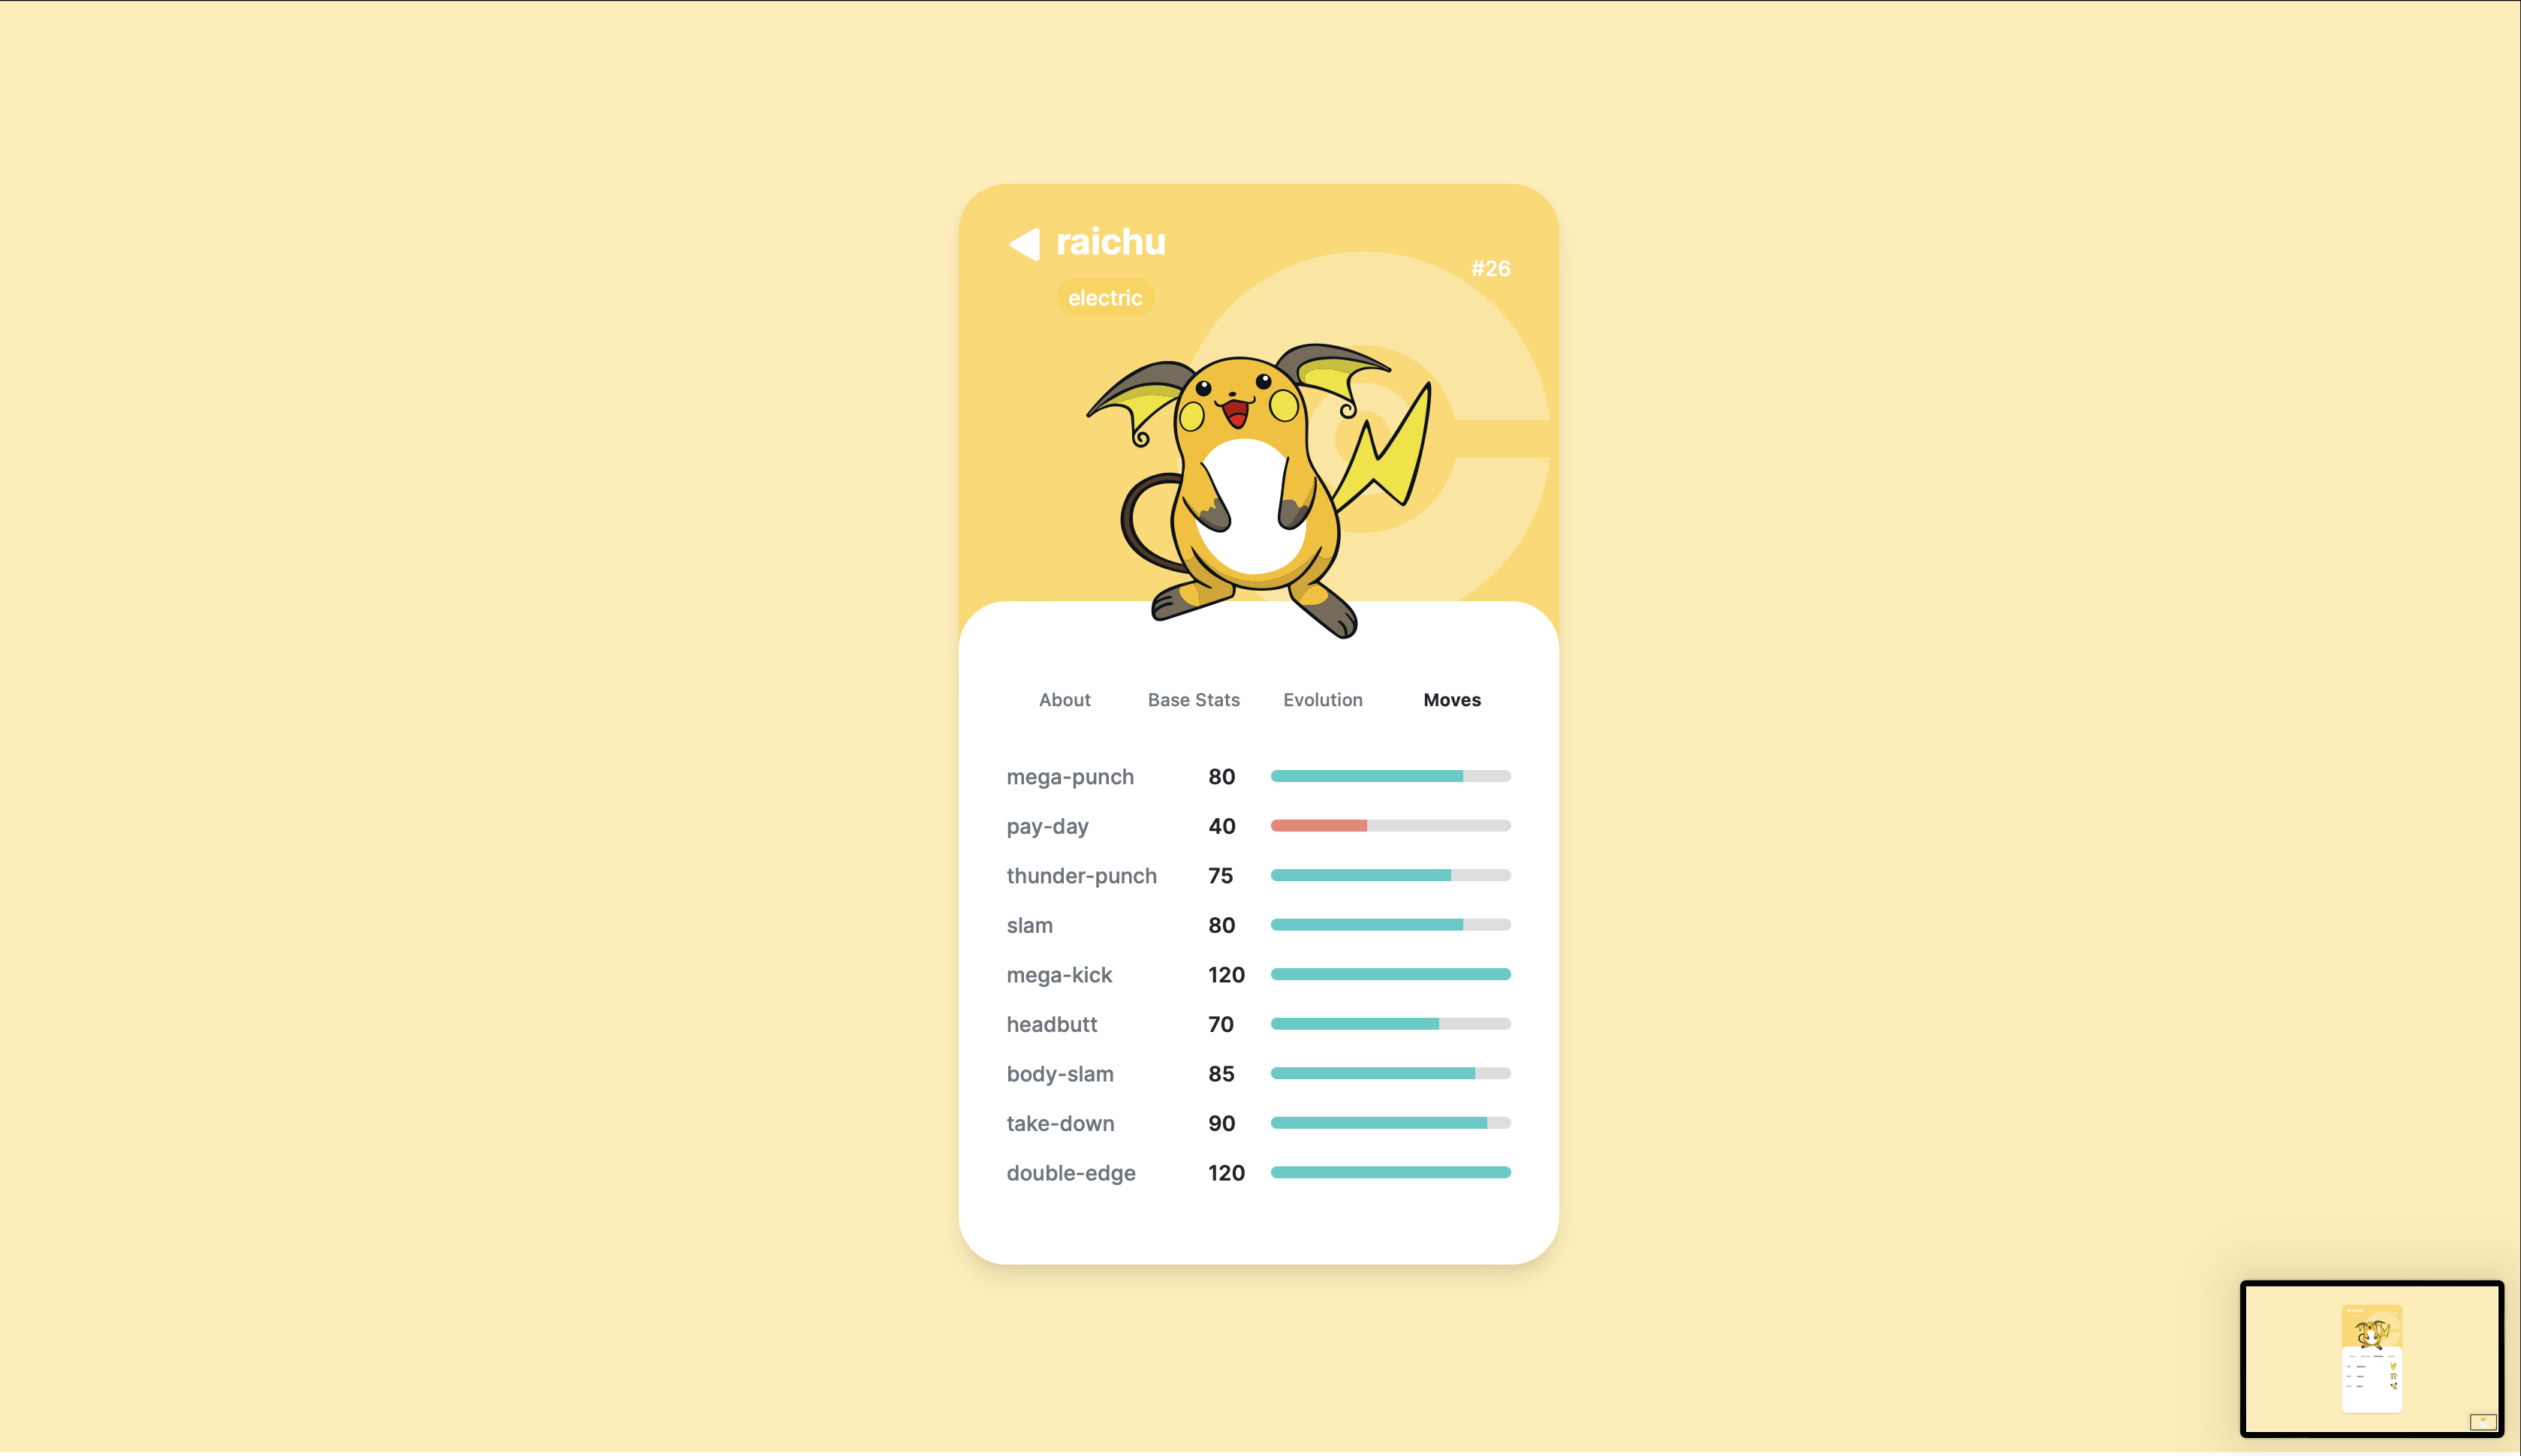 raichu
#26
electric
About Base Stats Evolution Moves
mega-punch 80
pay-day 40
thunder-punch 75
slam 80
mega-kick 120
headbutt 70
body-slam 85
take-down 90
double-edge 120